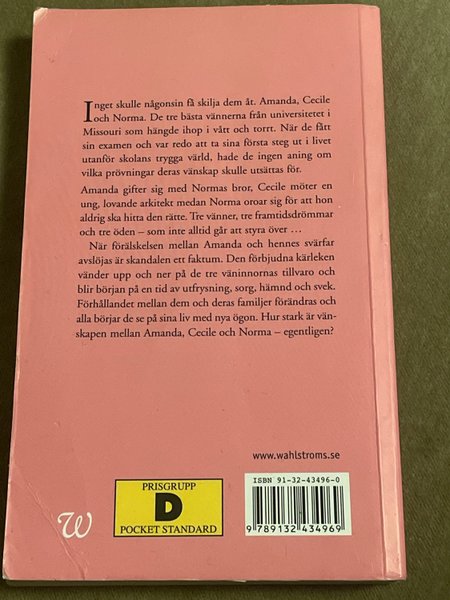 Inget skulle någonsin få skilja dem åt. Amanda, Cecile
och Norma. De tre bästa vännerna från universitetet i
Missouri som hängde ihop i vått och torrt. När de fått
sin examen och var redo att ta sina första steg ut i livet
utanför skolans trygga värld, hade de ingen aning om
vilka prövningar deras vänskap skulle utsättas för.
Amanda gifter sig med Normas bror, Cecile möter en
ung, lovande arkitekt medan Norma oroar sig för att hon
aldrig ska hitta den rätte. Tre vänner, tre framtidsdrömmar
och tre öden – som inte alltid går att styra över …
När förälskelsen mellan Amanda och hennes svärfar
avslöjas är skandalen ett faktum. Den förbjudna kärleken
vänder upp och ner på de tre väninnornas tillvaro och
blir början på en tid av utfrysning, sorg, hämnd och svek.
Förhållandet mellan dem och deras familjer förändras och
alla börjar de se på sina liv med nya ögon. Hur stark är vän-
skapen mellan Amanda, Cecile och Norma – egentligen?
www.wahlstroms.se
ISBN 91-32-43496-0
9 789132 434969
PRISGRUPP
D
POCKET STANDARD
W